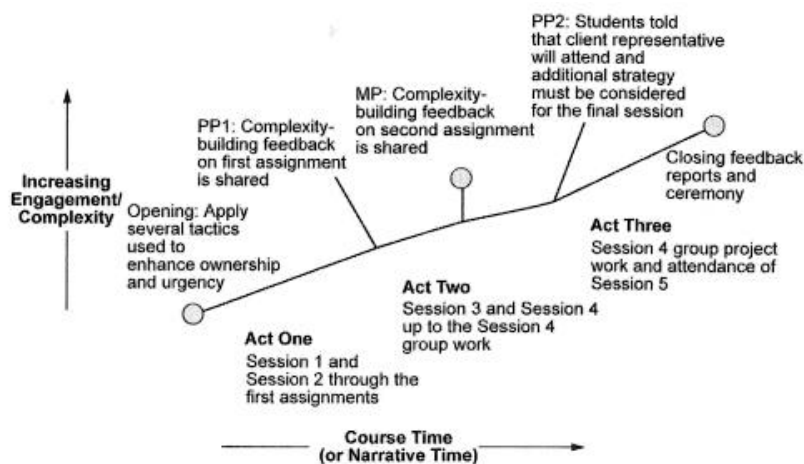 PP2: Students told
that client representative
will attend and
additional strategy
must be considered
for the final session
MP: Complexity-
building feedback
on second assignment
is shared
PP1: Complexity-
building feedback
on first assignment
is shared
Closing feedback
reports and
ceremony
Increasing
Engagement/
Complexity
Opening: Apply
several tactics
used to
enhance ownership
and urgency
Act Three
Session 4 group project
work and attendance of
Session 5
Act Two
Session 3 and Session 4
up to the Session 4
group work
Act One
Session 1 and
Session 2 through the
first assignments
Course Time
(or Narrative Time)